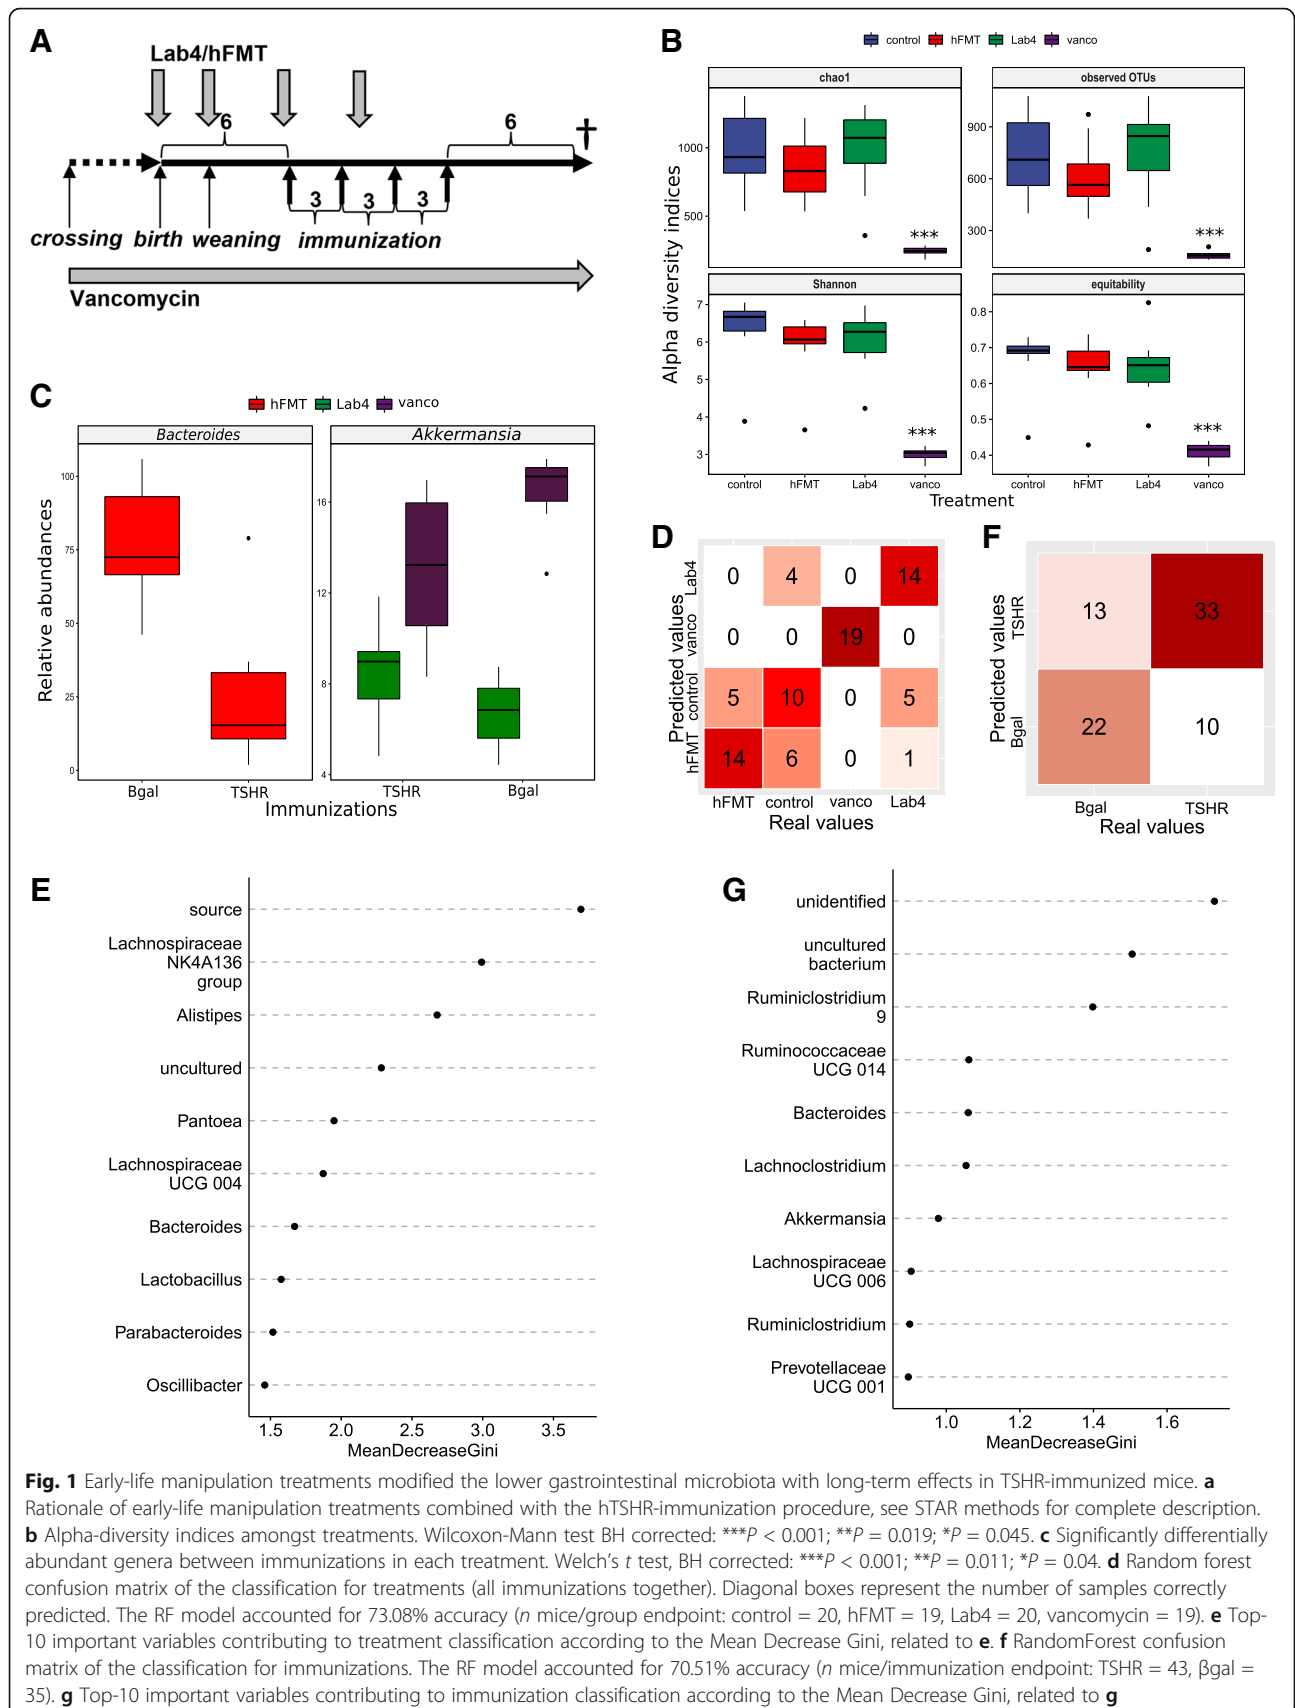 A
Lab4/hFMT
6
6
†
3
3
3
crossing birth weaning immunization
Vancomycin
B
control hFMT Lab4 vanco
chao1
observed OTUs
1000
500
***
900
600
300
***
Alpha diversity indices
Shannon
equitability
7
6
5
4
3
***
0.8
0.7
0.6
0.5
0.4
***
control hFMT Lab4 vanco
control hFMT Lab4 vanco
Treatment
C
hFMT Lab4 vanco
Bacteroides
Akkermansia
Relative abundances
100
75
50
25
0
16
12
8
4
Bgal TSHR
TSHR Bgal
Immunizations
D
Predicted values
Lab4
0 4 0 14
vanco
0 0 19 0
control
5 10 0 5
hFMT
14 6 0 1
hFMT control vanco Lab4
Real values
F
Predicted values
TSHR
13 33
Bgal
22 10
Bgal TSHR
Real values
E
source
Lachnospiraceae
NK4A136
group
Alistipes
uncultured
Pantoea
Lachnospiraceae
UCG 004
Bacteroides
Lactobacillus
Parabacteroides
Oscillibacter
1.5 2.0 2.5 3.0 3.5
MeanDecreaseGini
G
unidentified
uncultured
bacterium
Ruminiclostridium
9
Ruminococcaceae
UCG 014
Bacteroides
Lachnoclostridium
Akkermansia
Lachnospiraceae
UCG 006
Ruminiclostridium
Prevotellaceae
UCG 001
1.0 1.2 1.4 1.6
MeanDecreaseGini
Fig. 1 Early-life manipulation treatments modified the lower gastrointestinal microbiota with long-term effects in TSHR-immunized mice. a
Rationale of early-life manipulation treatments combined with the hTSHR-immunization procedure, see STAR methods for complete description.
b Alpha-diversity indices amongst treatments. Wilcoxon-Mann test BH corrected: ***P < 0.001; **P = 0.019; *P = 0.045. c Significantly differentially
abundant genera between immunizations in each treatment. Welch's t test, BH corrected: ***P < 0.001; **P = 0.011; *P = 0.04. d Random forest
confusion matrix of the classification for treatments (all immunizations together). Diagonal boxes represent the number of samples correctly
predicted. The RF model accounted for 73.08% accuracy (n mice/group endpoint: control = 20, hFMT = 19, Lab4 = 20, vancomycin = 19). e Top-
10 important variables contributing to treatment classification according to the Mean Decrease Gini, related to e. f RandomForest confusion
matrix of the classification for immunizations. The RF model accounted for 70.51% accuracy (n mice/immunization endpoint: TSHR = 43, βgal =
35). g Top-10 important variables contributing to immunization classification according to the Mean Decrease Gini, related to g